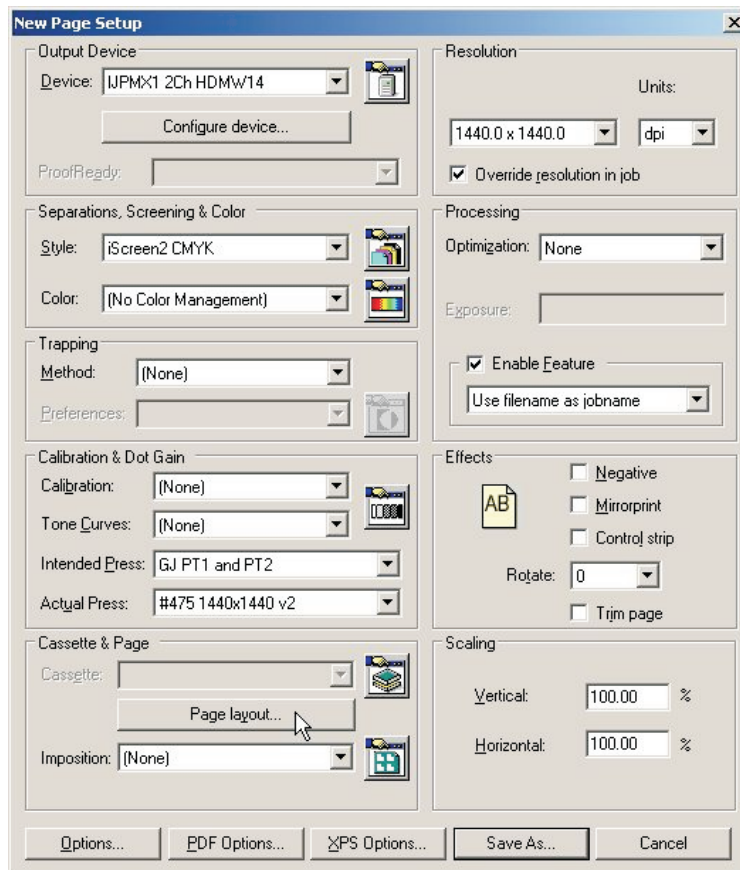 New Page Setup
Output Device
Device: IJPMX1 2Ch HDMW14
Configure device...
ProofReady:
Separations, Screening & Color
Style: iScreen2 CMYK
Color: (No Color Management)
Trapping
Method: (None)
Preferences:
Calibration & Dot Gain
Calibration: (None)
Tone Curves: (None)
Intended Press: GJ PT1 and PT2
Actual Press: #475 1440x1440 v2
Cassette & Page
Cassette:
Page layout...
Imposition: (None)
Resolution
Units:
1440.0 x 1440.0 dpi
Override resolution in job
Processing
Optimization: None
Exposure:
Enable Feature
Use filename as jobname
Effects
AB
Negative
Mirrorprint
Control strip
Rotate: 0
Trim page
Scaling
Vertical: 100.00 %
Horizontal: 100.00 %
Options... PDF Options... XPS Options... Save As... Cancel